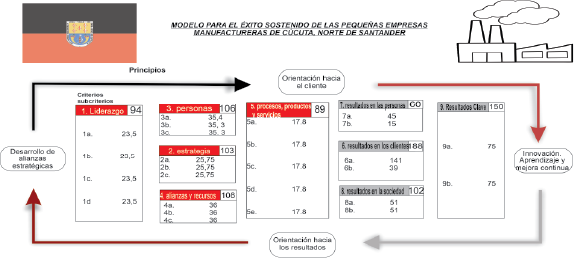 MODELO PARA EL ÉXITO SOSTENIDO DE LAS PEQUEÑAS EMPRESAS
MANUFACTURERAS DE CÚCUTA, NORTE DE SANTANDER
Principios
Orientación hacia
el cliente
Criterios
subcriterios
1. Liderazgo 94
1a. 23,5
1b. 23,5
1c. 23,5
1d 23,5
3. personas 106
3a. 35,4
3b. 35, 3
3c. 35, 3
2. estrategia 103
2a 25,75
2b 25,75
2c. 25,75
4. alianzas y recursos 108
4a, 36
4b. 36
4c. 36
5. procesos, productos
y servicios 89
5a. 17.8
5b. 17.8
5c. 17.8
5d. 17.8
5e. 17.8
7. resultados en las personas 60
7a 45
7b. 15
6. resultados en los clientes 188
6a. 141
6b. 39
8. resultados en la sociedad 102
8a. 51
8b. 51
9. Resultados Clave 150
9a. 75
9b. 75
Desarrollo de
alianzas
estratégicas
Innovación.
Aprendizaje y
mejora continua
Orientación hacia
los resultados